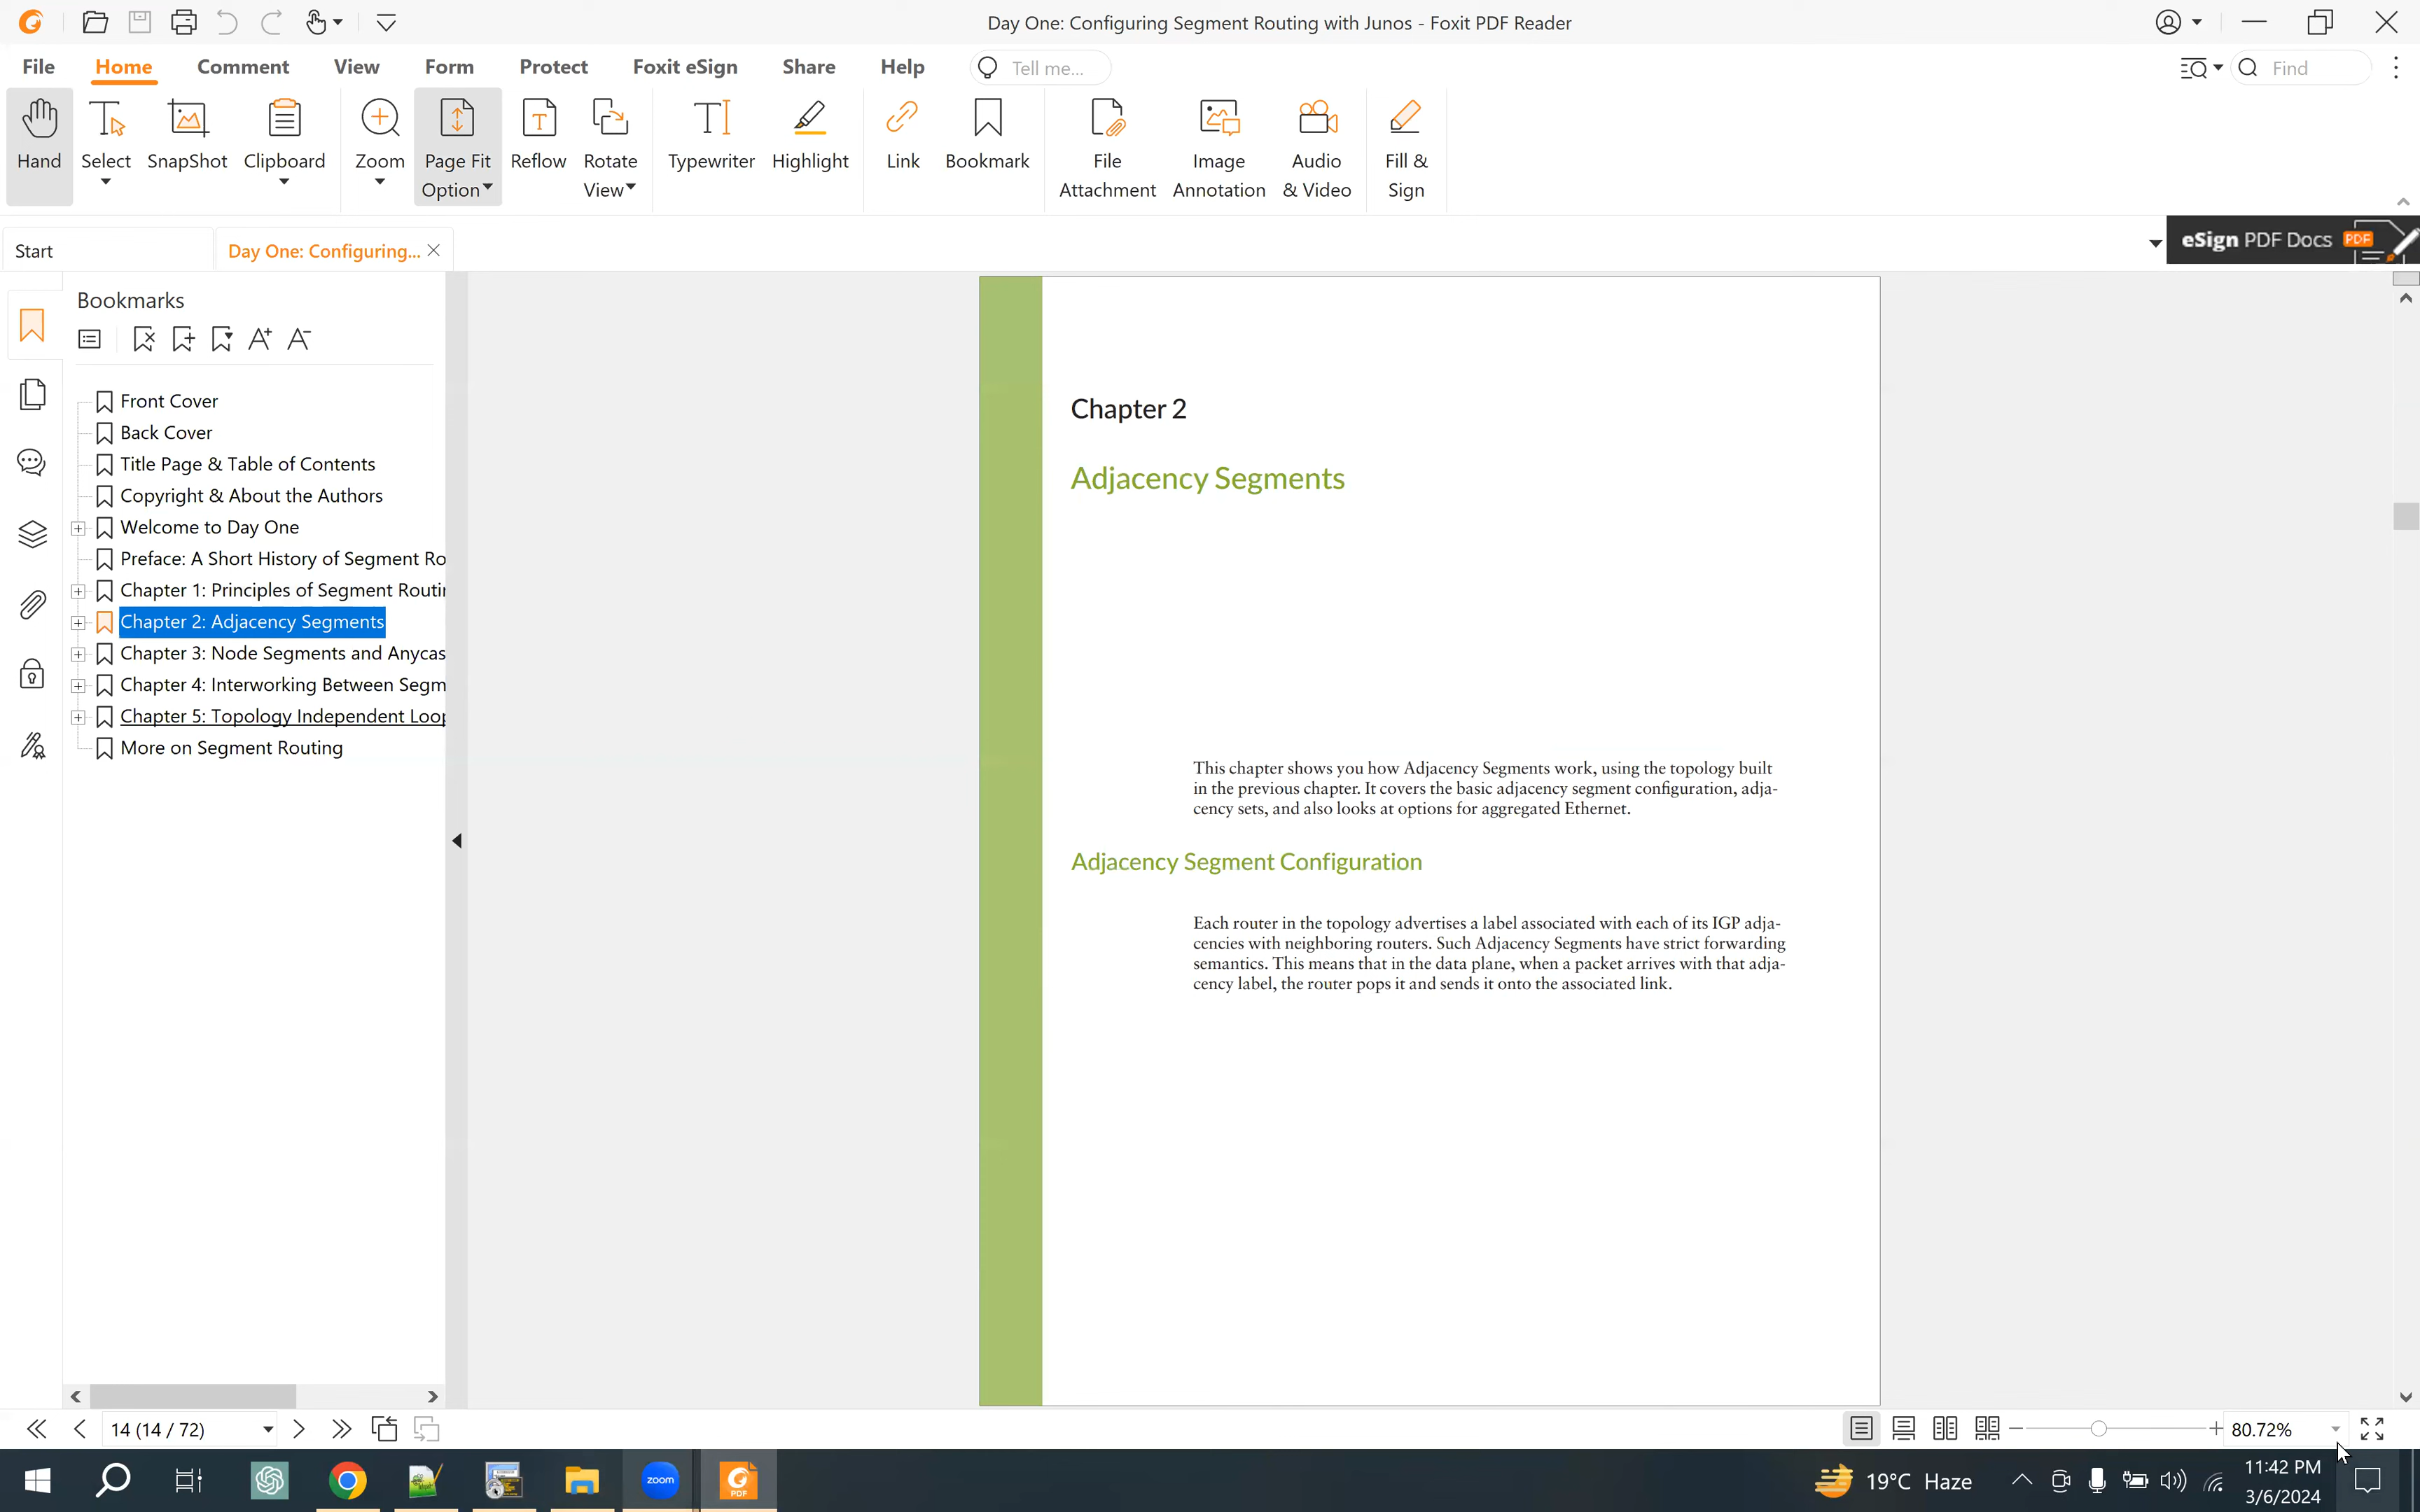 Day One: Configuring Segment Routing with Junos - Foxit PDF Reader
File Home Comment View Form Protect Foxit eSign Share Help Tell me... Find
Hand Select SnapShot Clipboard Zoom Page Fit Option Reflow Rotate View Typewriter Highlight Link Bookmark File Attachment Image Annotation Audio & Video Fill & Sign
Start Day One: Configuring... eSign PDF Docs PDF
Bookmarks
Front Cover
Back Cover
Title Page & Table of Contents
Copyright & About the Authors
Welcome to Day One
Preface: A Short History of Segment Ro
Chapter 1: Principles of Segment Routin
Chapter 2: Adjacency Segments
Chapter 3: Node Segments and Anycas
Chapter 4: Interworking Between Segm
Chapter 5: Topology Independent Loop
More on Segment Routing
Chapter 2
Adjacency Segments
This chapter shows you how Adjacency Segments work, using the topology built
in the previous chapter. It covers the basic adjacency segment configuration, adja-
cency sets, and also looks at options for aggregated Ethernet.
Adjacency Segment Configuration
Each router in the topology advertises a label associated with each of its IGP adja-
cencies with neighboring routers. Such Adjacency Segments have strict forwarding
semantics. This means that in the data plane, when a packet arrives with that adja-
cency label, the router pops it and sends it onto the associated link.
14 (14 / 72) 80.72%
zoom PDF 19°C Haze 11:42 PM
3/6/2024